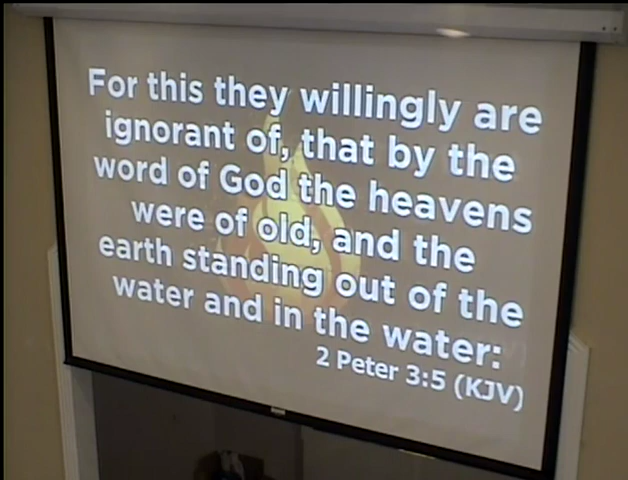 For this they willingly are
ignorant of, that by the
word of God the heavens
were of old, and the
earth standing out of the
water and in the water:
2 Peter 3:5 (KJV)